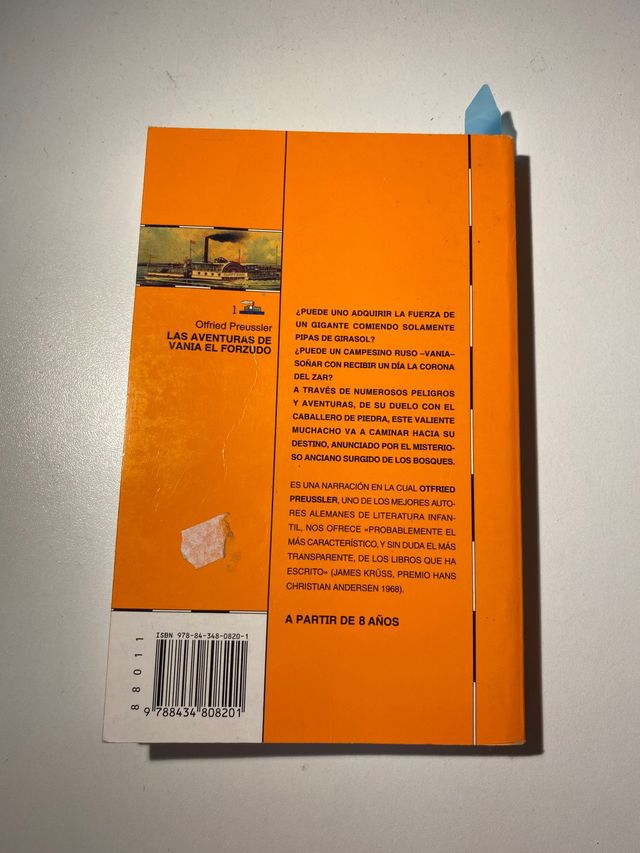 1
Otfried Preussler
LAS AVENTURAS DE
VANIA EL FORZUDO
¿PUEDE UNO ADQUIRIR LA FUERZA DE
UN GIGANTE COMIENDO SOLAMENTE
PIPAS DE GIRASOL?
¿PUEDE UN CAMPESINO RUSO –VANIA–
SOÑAR CON RECIBIR UN DÍA LA CORONA
DEL ZAR?
A TRAVÉS DE NUMEROSOS PELIGROS
Y AVENTURAS, DE SU DUELO CON EL
CABALLERO DE PIEDRA, ESTE VALIENTE
MUCHACHO VA A CAMINAR HACIA SU
DESTINO, ANUNCIADO POR EL MISTERIO-
SO ANCIANO SURGIDO DE LOS BOSQUES.
ES UNA NARRACIÓN EN LA CUAL OTFRIED
PREUSSLER, UNO DE LOS MEJORES AUTO-
RES ALEMANES DE LITERATURA INFAN-
TIL, NOS OFRECE «PROBABLEMENTE EL
MÁS CARACTERÍSTICO, Y SIN DUDA EL MÁS
TRANSPARENTE, DE LOS LIBROS QUE HA
ESCRITO» (JAMES KRÜSS, PREMIO HANS
CHRISTIAN ANDERSEN 1968).
A PARTIR DE 8 AÑOS
ISBN 978-84-348-0820-1
88011
9 788434 808201